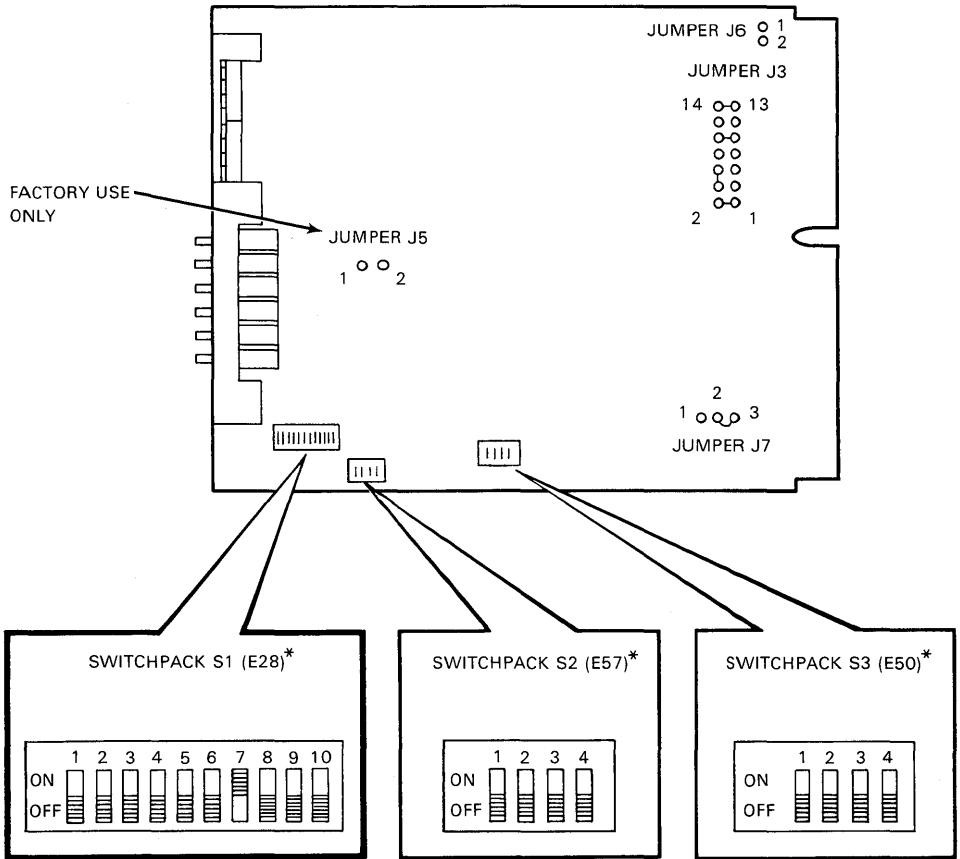 JUMPER J6 1
2
JUMPER J3
14 13
2 1
FACTORY USE
ONLY
JUMPER J5
1 2
2
1 3
JUMPER J7
SWITCHPACK S1 (E28)*
1 2 3 4 5 6 7 8 9 10
ON
OFF
SWITCHPACK S2 (E57)*
1 2 3 4
ON
OFF
SWITCHPACK S3 (E50)*
1 2 3 4
ON
OFF